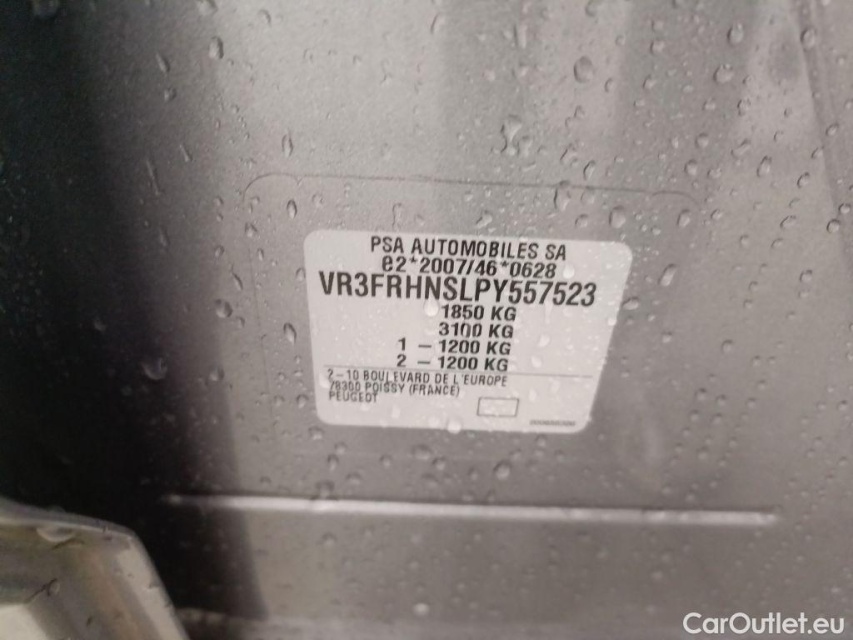 PSA AUTOMOBILES SA
e2*2007/46*0628
VR3FRHNSLPY557523
1850 KG
3100 KG
1 – 1200 KG
2 – 1200 KG
2–10 BOULEVARD DE L'EUROPE
78300 POISSY (FRANCE)
PEUGEOT
CarOutlet.eu